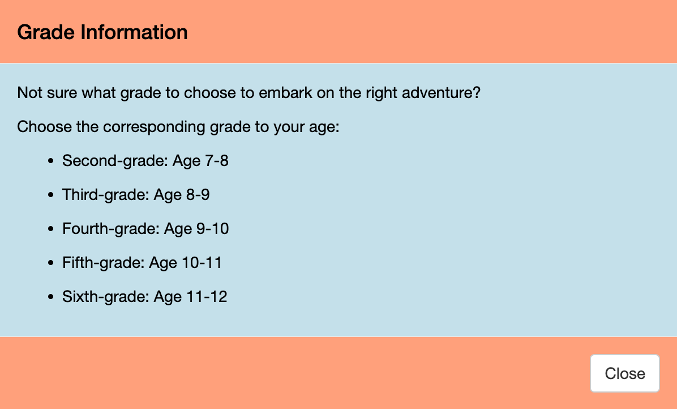 Grade Information
Not sure what grade to choose to embark on the right adventure?
Choose the corresponding grade to your age:
• Second-grade: Age 7-8
• Third-grade: Age 8-9
• Fourth-grade: Age 9-10
• Fifth-grade: Age 10-11
• Sixth-grade: Age 11-12
Close